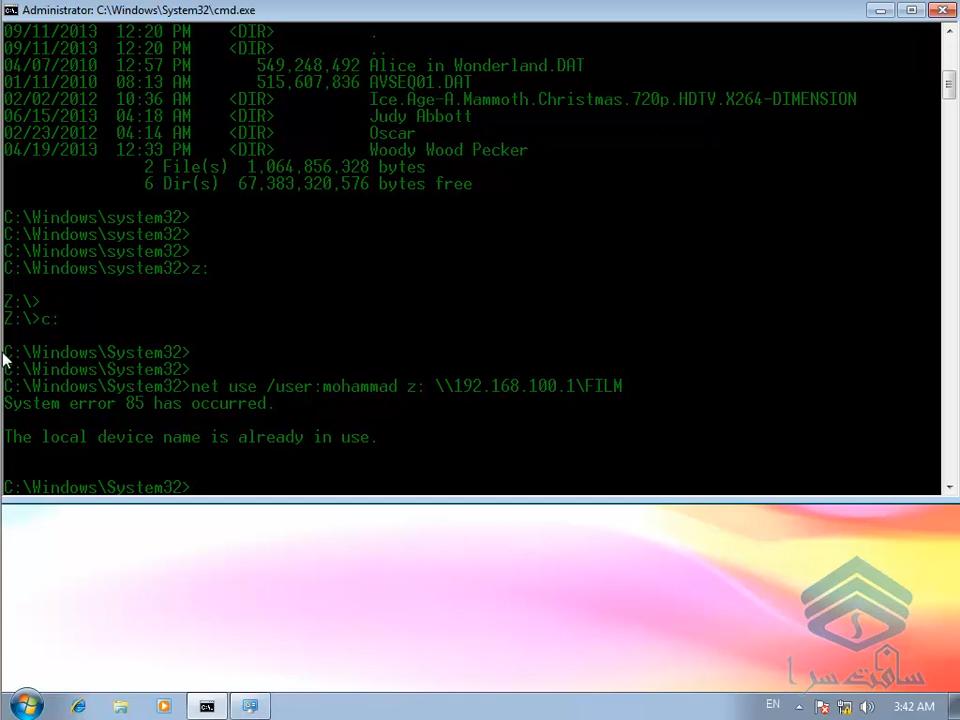 Administrator: C:\Windows\System32\cmd.exe
09/11/2013  12:20 PM    <DIR>          .
09/11/2013  12:20 PM    <DIR>          ..
04/07/2010  12:57 PM       549,248,492 Alice in Wonderland.DAT
01/11/2010  08:13 AM       515,607,836 AVSEQ01.DAT
02/02/2012  10:36 AM    <DIR>          Ice.Age-A.Mammoth.Christmas.720p.HDTV.X264-DIMENSION
06/15/2013  04:18 AM    <DIR>          Judy Abbott
02/23/2012  04:14 AM    <DIR>          Oscar
04/19/2013  12:33 PM    <DIR>          Woody Wood Pecker
2 File(s)  1,064,856,328 bytes
6 Dir(s)  67,383,320,576 bytes free
C:\Windows\system32>
C:\Windows\system32>
C:\Windows\system32>
C:\Windows\system32>z:
Z:\>
Z:\>c:
C:\Windows\System32>
C:\Windows\System32>
C:\Windows\System32>net use /user:mohammad z: \\192.168.100.1\FILM
System error 85 has occurred.
The local device name is already in use.
C:\Windows\System32>
سافت سرا
EN
3:42 AM